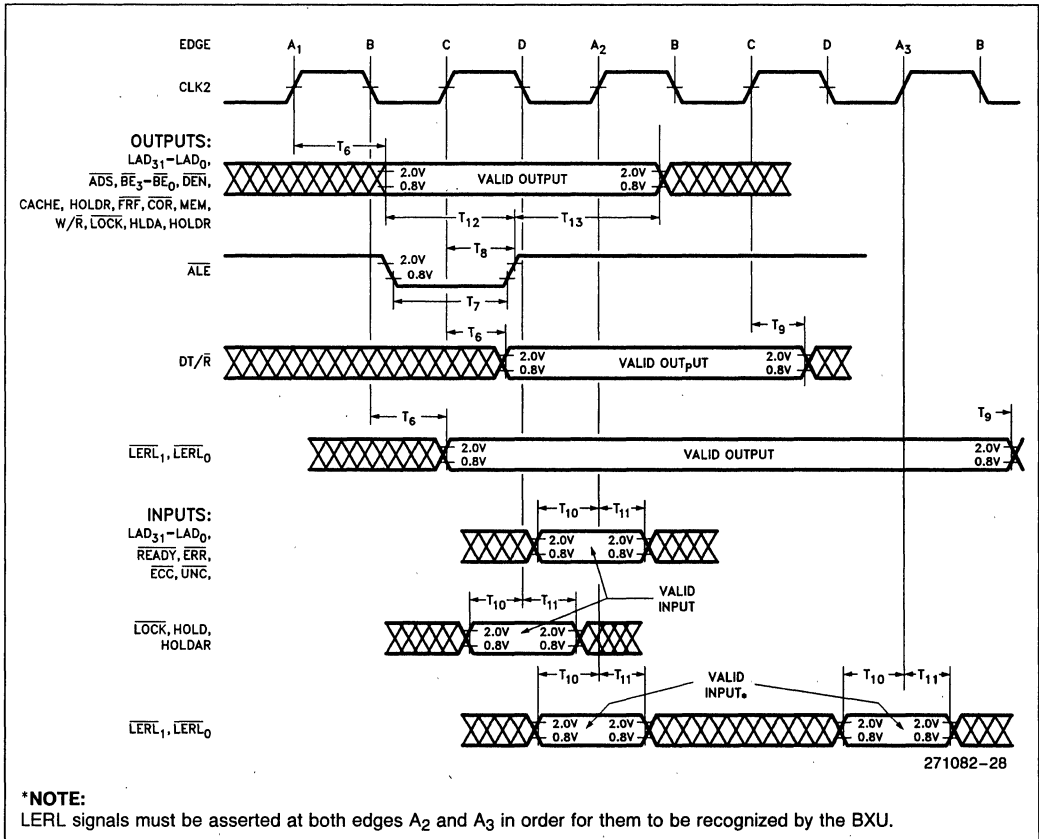 EDGE A1 B C D A2 B C D A3 B
CLK2
OUTPUTS:
LAD31–LAD0,
ADS, BE3–BE0, DEN,
CACHE, HOLDR, FRF, COR, MEM,
W/R, LOCK, HLDA, HOLDR
T6
2.0V VALID OUTPUT 2.0V
0.8V 0.8V
T12 T13
T8
ALE
2.0V
0.8V
T7
T6 T9
DT/R
2.0V VALID OUTpUT 2.0V
0.8V 0.8V
T6 T9
LERL1, LERL0
2.0V VALID OUTPUT 2.0V
0.8V 0.8V
INPUTS:
LAD31–LAD0,
READY, ERR,
ECC, UNC,
T10 T11
2.0V 2.0V
0.8V 0.8V
VALID
INPUT
LOCK, HOLD,
HOLDAR
T10 T11
2.0V 2.0V
0.8V 0.8V
T10 T11 VALID T10 T11
INPUT*
LERL1, LERL0
2.0V 2.0V 2.0V 2.0V
0.8V 0.8V 0.8V 0.8V
271082–28
*NOTE:
LERL signals must be asserted at both edges A2 and A3 in order for them to be recognized by the BXU.